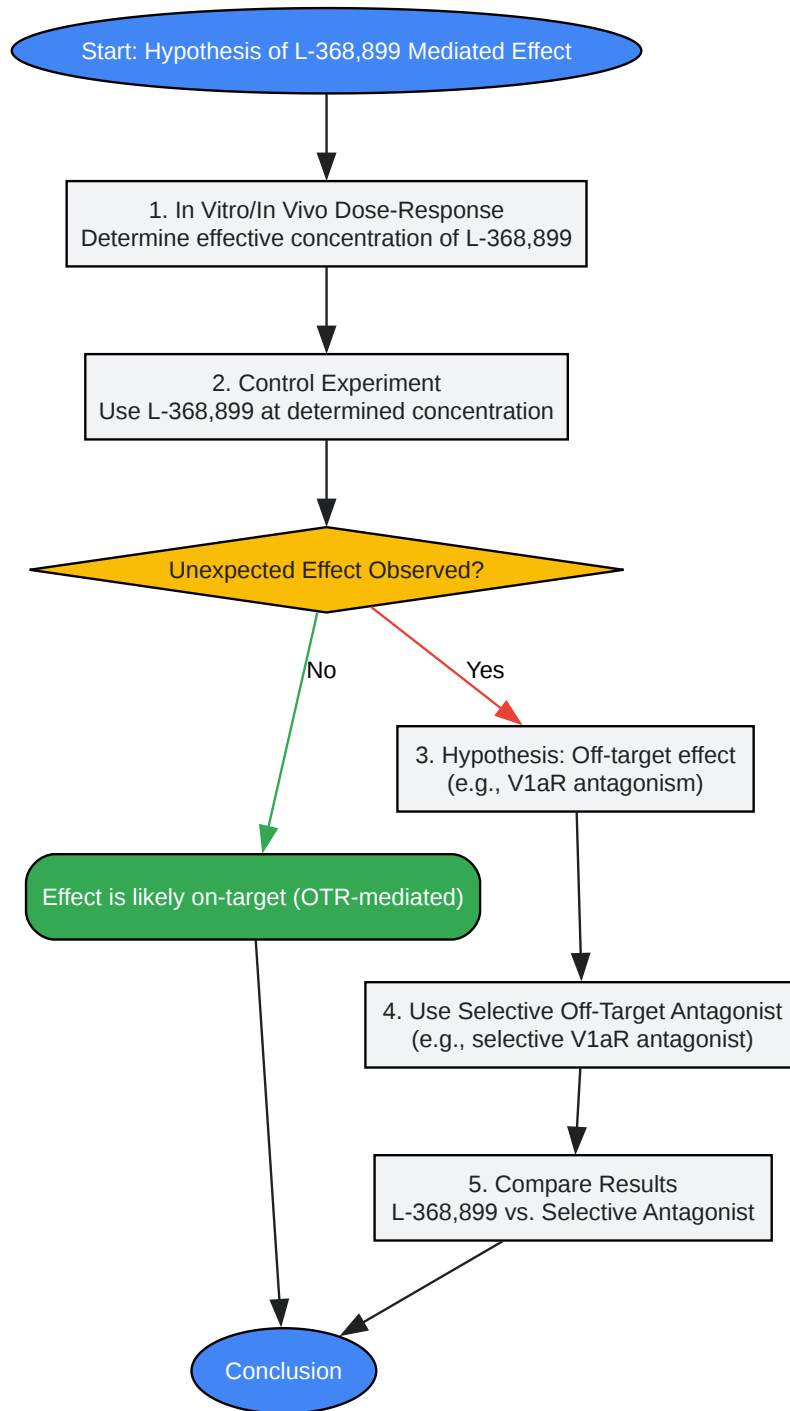 Start: Hypothesis of L-368,899 Mediated Effect
1. In Vitro/In Vivo Dose-Response
Determine effective concentration of L-368,899
2. Control Experiment
Use L-368,899 at determined concentration
Unexpected Effect Observed?
No
Yes
3. Hypothesis: Off-target effect
(e.g., V1aR antagonism)
Effect is likely on-target (OTR-mediated)
4. Use Selective Off-Target Antagonist
(e.g., selective V1aR antagonist)
5. Compare Results
L-368,899 vs. Selective Antagonist
Conclusion